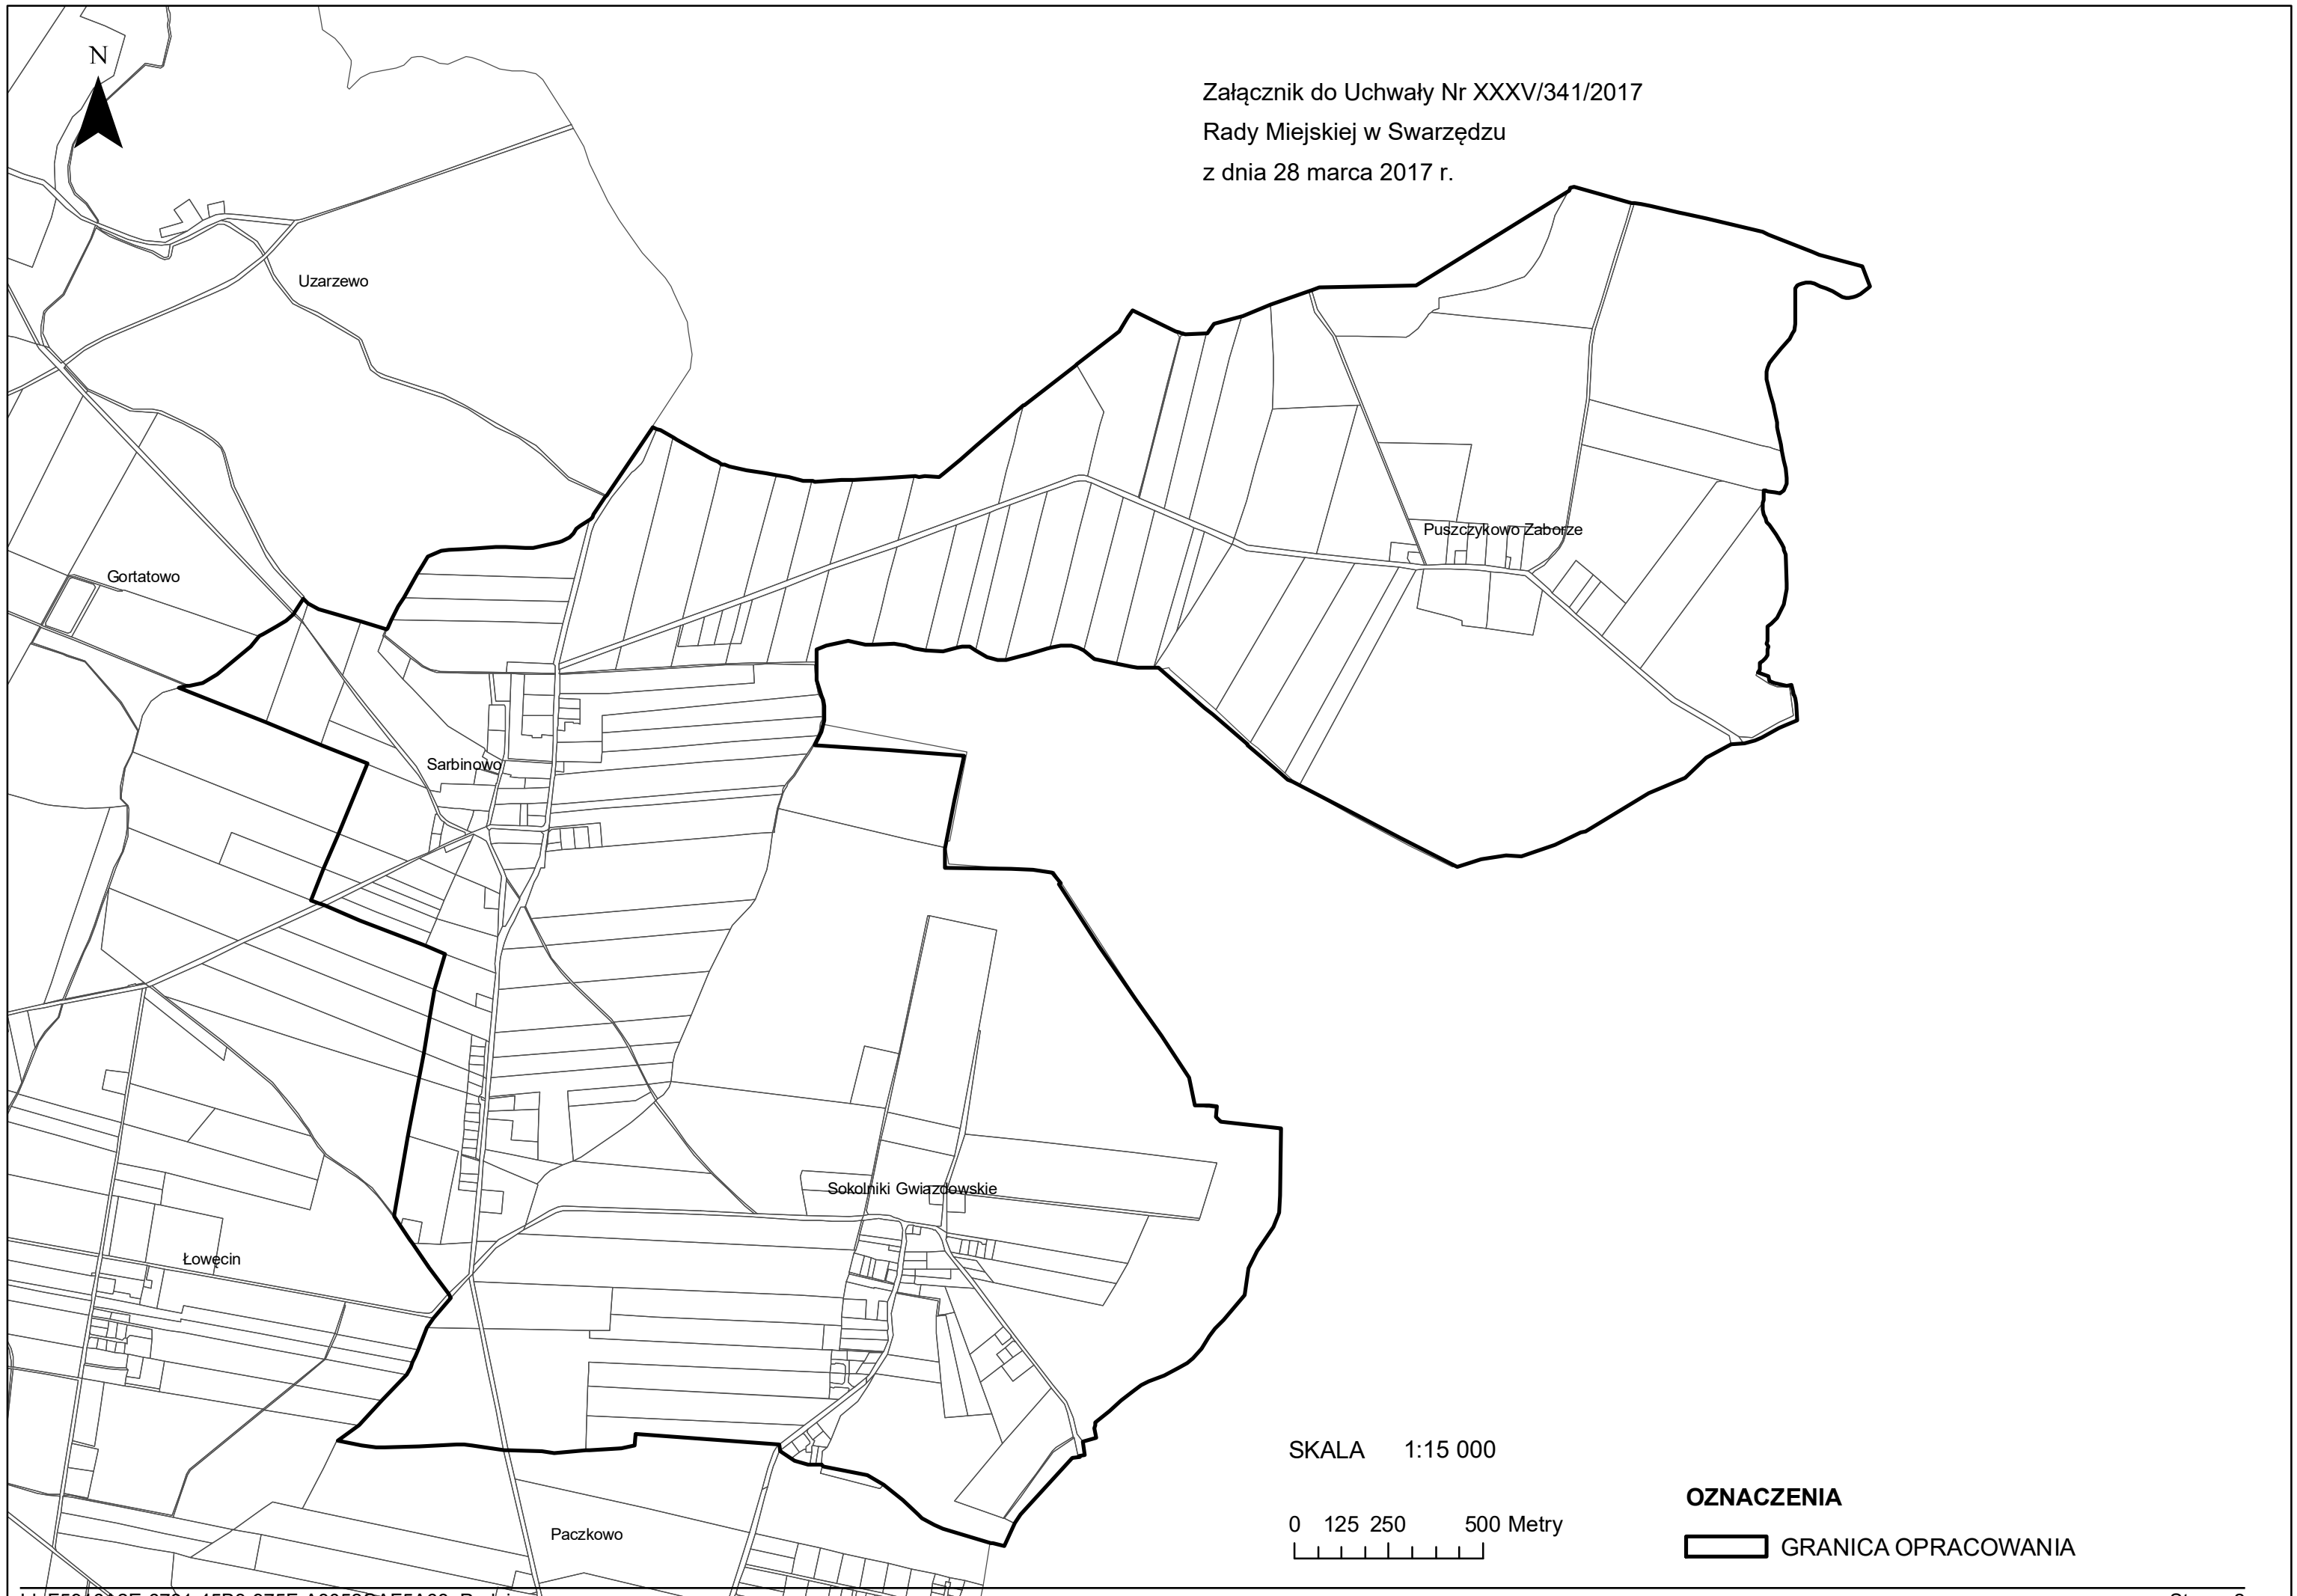 N
Załącznik do Uchwały Nr XXXV/341/2017
Rady Miejskiej w Swarzędzu
z dnia 28 marca 2017 r.
Uzarzewo
Puszczykowo Zaborze
Gortatowo
Sarbinowo
Sokolniki Gwiazdowskie
Łowęcin
Paczkowo
SKALA 1:15 000
0 125 250 500 Metry
OZNACZENIA
GRANICA OPRACOWANIA